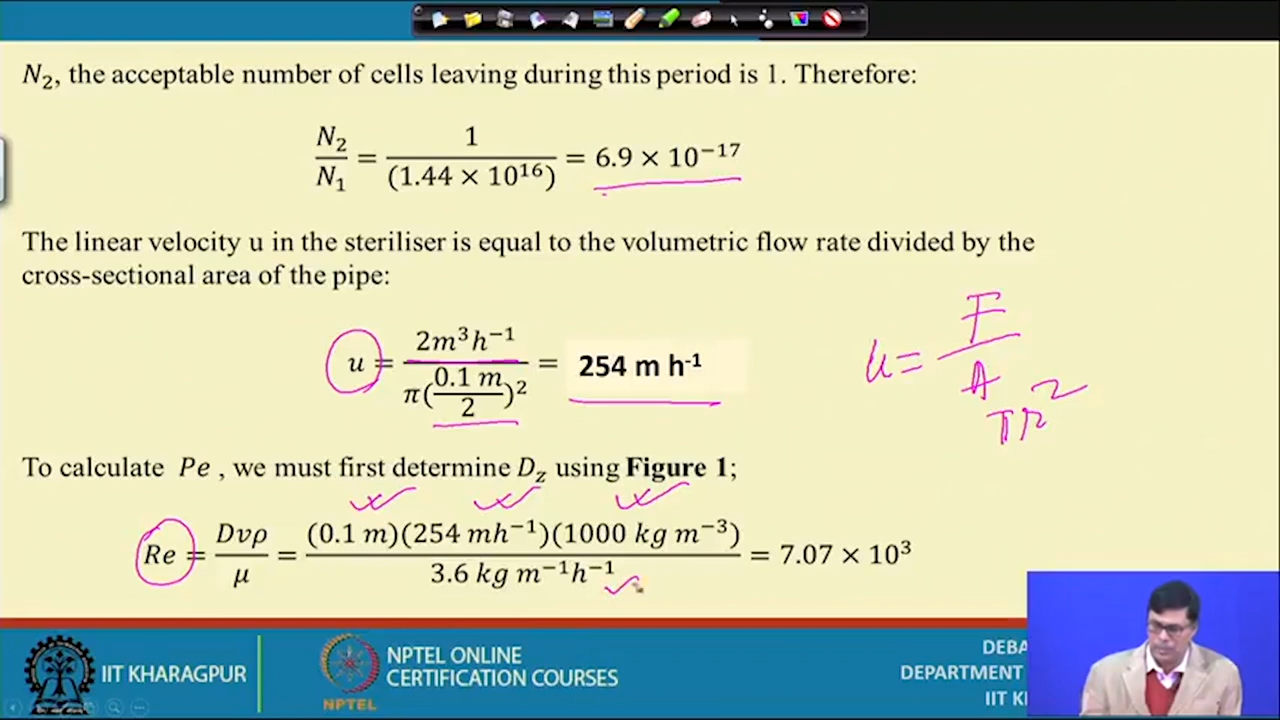 N₂, the acceptable number of cells leaving during this period is 1. Therefore:
N₂/N₁ = 1/(1.44 × 10¹⁶) = 6.9 × 10⁻¹⁷
The linear velocity u in the steriliser is equal to the volumetric flow rate divided by the
cross-sectional area of the pipe:
u = 2m³h⁻¹/π(0.1 m/2)² = 254 m h⁻¹
u = F/A
πr²
To calculate Pe , we must first determine D_z using Figure 1;
Re = Dvρ/μ = (0.1 m)(254 mh⁻¹)(1000 kg m⁻³)/3.6 kg m⁻¹h⁻¹ = 7.07 × 10³
IIT KHARAGPUR
NPTEL
NPTEL ONLINE
CERTIFICATION COURSES
DEBA
DEPARTMENT
IIT K